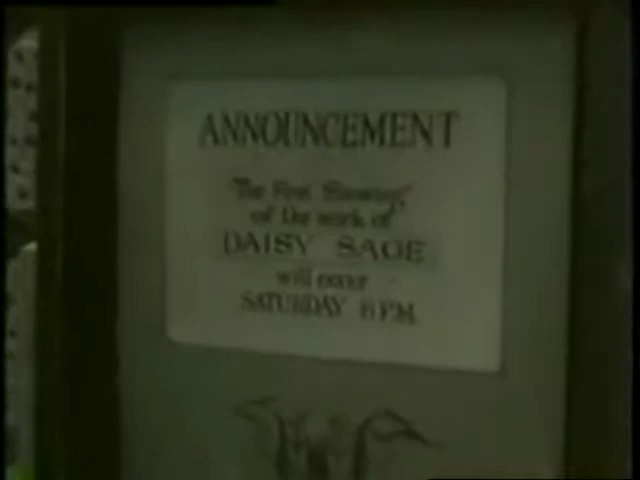 ANNOUNCEMENT
The First Showing
of the work of
DAISY SAGE
will occur
SATURDAY 8 P.M.